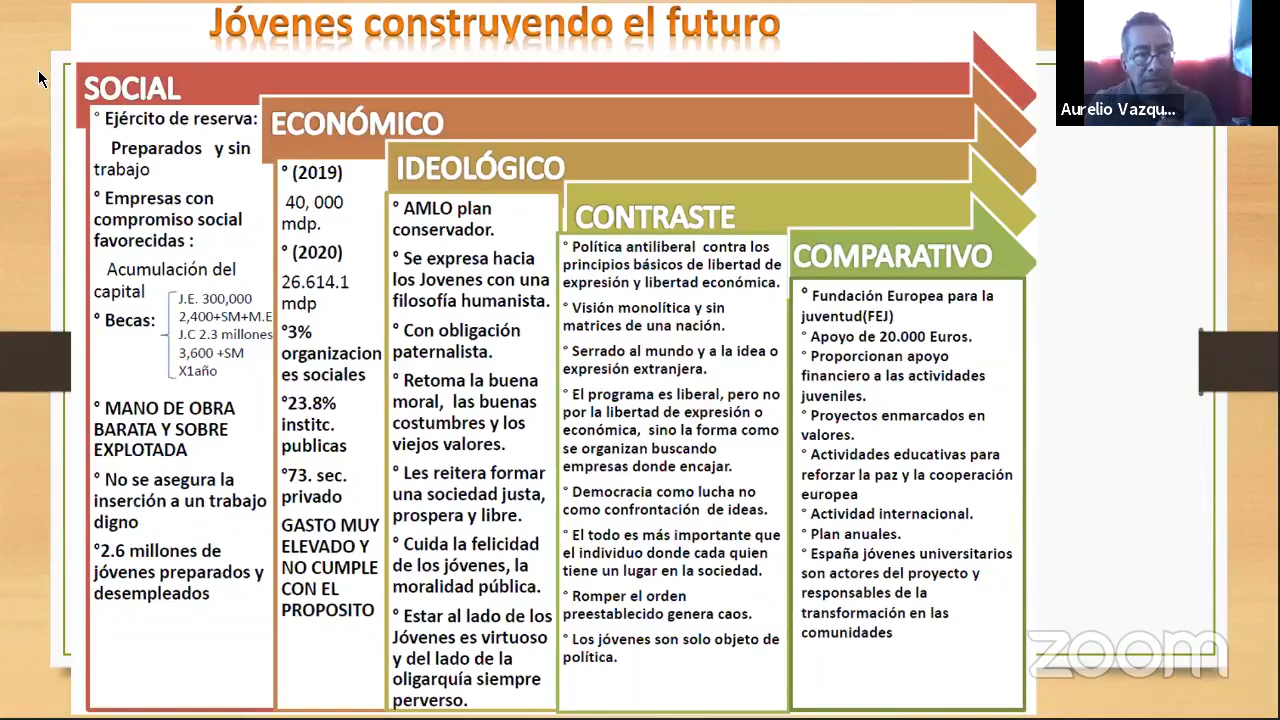 Jóvenes construyendo el futuro
Aurelio Vazqu...
SOCIAL
° Ejército de reserva:
Preparados y sin
trabajo
° Empresas con
compromiso social
favorecidas :
Acumulación del
capital
° Becas:
J.E. 300,000
2,400+SM+M.E
J.C 2.3 millones
3,600 +SM
X1año
° MANO DE OBRA
BARATA Y SOBRE
EXPLOTADA
° No se asegura la
inserción a un trabajo
digno
°2.6 millones de
jóvenes preparados y
desempleados
ECONÓMICO
° (2019)
40, 000
mdp.
° (2020)
26.614.1
mdp
°3%
organizacion
es sociales
°23.8%
institc.
publicas
°73. sec.
privado
GASTO MUY
ELEVADO Y
NO CUMPLE
CON EL
PROPOSITO
IDEOLÓGICO
° AMLO plan
conservador.
° Se expresa hacia
los Jovenes con una
filosofía humanista.
° Con obligación
paternalista.
° Retoma la buena
moral, las buenas
costumbres y los
viejos valores.
° Les reitera formar
una sociedad justa,
prospera y libre.
° Cuida la felicidad
de los jóvenes, la
moralidad pública.
° Estar al lado de los
Jóvenes es virtuoso
y del lado de la
oligarquía siempre
perverso.
CONTRASTE
° Política antiliberal contra los
principios básicos de libertad de
expresión y libertad económica.
° Visión monolítica y sin
matrices de una nación.
° Serrado al mundo y a la idea o
expresión extranjera.
° El programa es liberal, pero no
por la libertad de expresión o
económica, sino la forma como
se organizan buscando
empresas donde encajar.
° Democracia como lucha no
como confrontación de ideas.
° El todo es más importante que
el individuo donde cada quien
tiene un lugar en la sociedad.
° Romper el orden
preestablecido genera caos.
° Los jóvenes son solo objeto de
política.
COMPARATIVO
° Fundación Europea para la
juventud(FEJ)
° Apoyo de 20.000 Euros.
° Proporcionan apoyo
financiero a las actividades
juveniles.
° Proyectos enmarcados en
valores.
° Actividades educativas para
reforzar la paz y la cooperación
europea
° Actividad internacional.
° Plan anuales.
° España jóvenes universitarios
son actores del proyecto y
responsables de la
transformación en las
comunidades
zoom